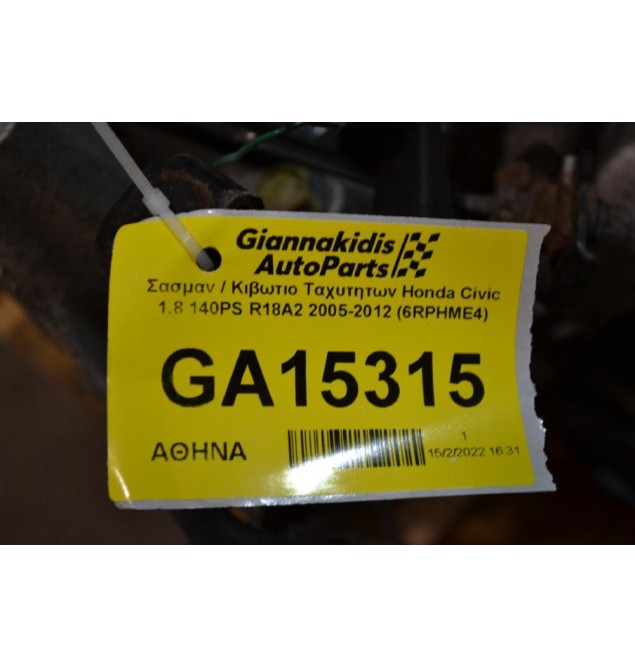 Giannakidis
AutoParts
Σασμαν / Κιβωτιο Ταχυτητων Honda Civic
1.8 140PS R18A2 2005-2012 (6RPHME4)
GA15315
ΑΘΗΝΑ
1
15/2/2022 16:31